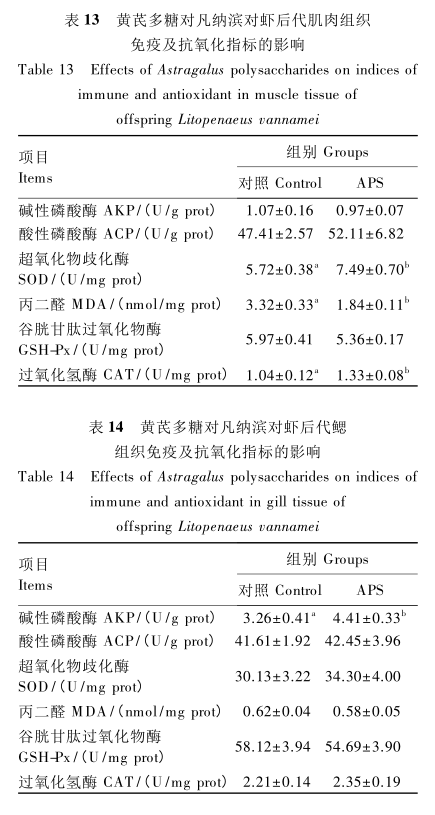 表 13 黄芪多糖对凡纳滨对虾后代肌肉组织
免疫及抗氧化指标的影响
Table 13 Effects of Astragalus polysaccharides on indices of
immune and antioxidant in muscle tissue of
offspring Litopenaeus vannamei
项目 组别 Groups
Items
对照 Control APS
碱性磷酸酶 AKP/(U/g prot) 1.07±0.16 0.97±0.07
酸性磷酸酶 ACP/(U/g prot) 47.41±2.57 52.11±6.82
超氧化物歧化酶
SOD/(U/mg prot) 5.72±0.38ᵃ 7.49±0.70ᵇ
丙二醛 MDA/(nmol/mg prot) 3.32±0.33ᵃ 1.84±0.11ᵇ
谷胱甘肽过氧化物酶
GSH-Px/(U/mg prot) 5.97±0.41 5.36±0.17
过氧化氢酶 CAT/(U/mg prot) 1.04±0.12ᵃ 1.33±0.08ᵇ
表 14 黄芪多糖对凡纳滨对虾后代鳃
组织免疫及抗氧化指标的影响
Table 14 Effects of Astragalus polysaccharides on indices of
immune and antioxidant in gill tissue of
offspring Litopenaeus vannamei
项目 组别 Groups
Items
对照 Control APS
碱性磷酸酶 AKP/(U/g prot) 3.26±0.41ᵃ 4.41±0.33ᵇ
酸性磷酸酶 ACP/(U/g prot) 41.61±1.92 42.45±3.96
超氧化物歧化酶
SOD/(U/mg prot) 30.13±3.22 34.30±4.00
丙二醛 MDA/(nmol/mg prot) 0.62±0.04 0.58±0.05
谷胱甘肽过氧化物酶
GSH-Px/(U/mg prot) 58.12±3.94 54.69±3.90
过氧化氢酶 CAT/(U/mg prot) 2.21±0.14 2.35±0.19